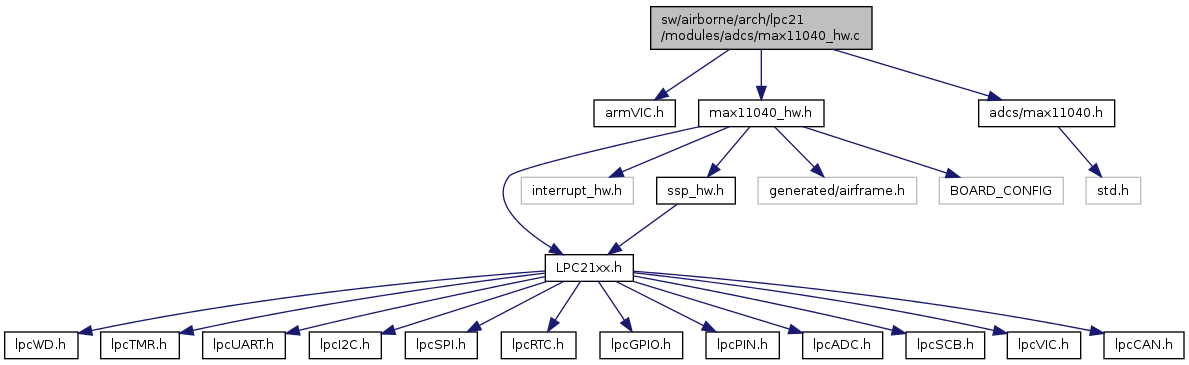 sw/airborne/arch/lpc21
/modules/adcs/max11040_hw.c
armVIC.h
max11040_hw.h
adcs/max11040.h
interrupt_hw.h
ssp_hw.h
generated/airframe.h
BOARD_CONFIG
std.h
LPC21xx.h
lpcWD.h
lpcTMR.h
lpcUART.h
lpcI2C.h
lpcSPI.h
lpcRTC.h
lpcGPIO.h
lpcPIN.h
lpcADC.h
lpcSCB.h
lpcVIC.h
lpcCAN.h